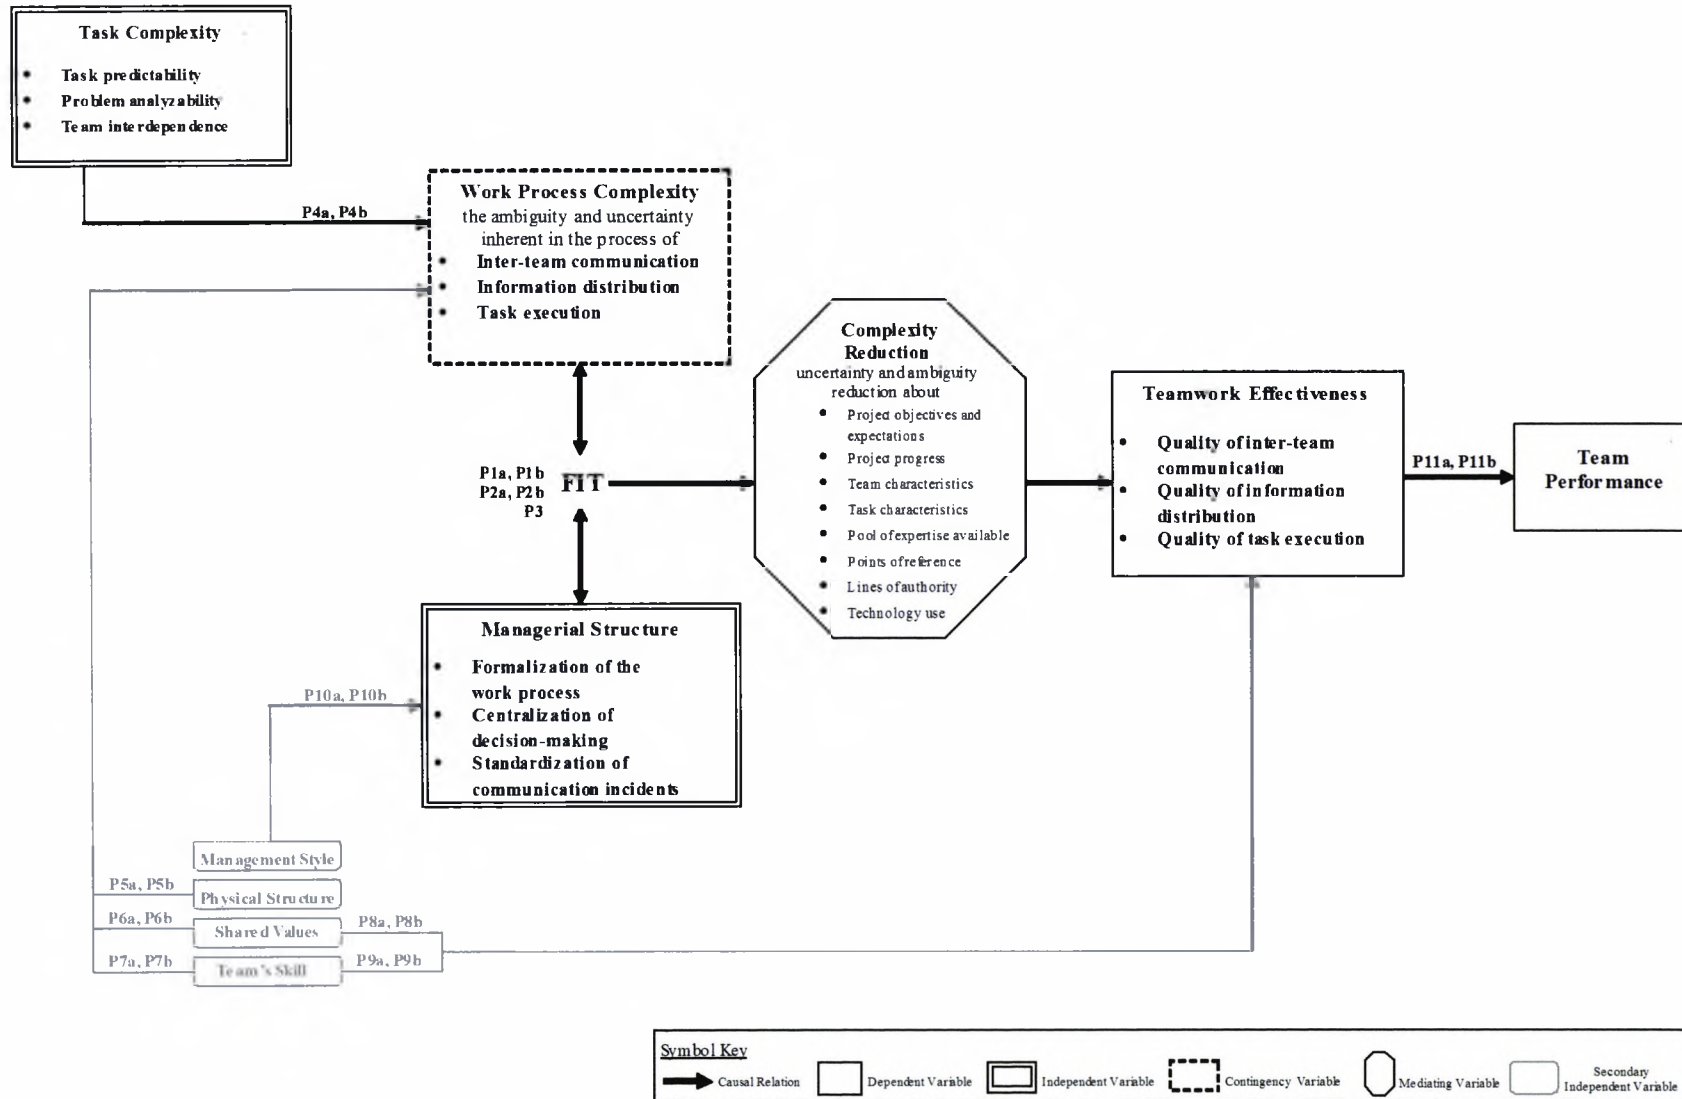 Task Complexity
• Task predictability
• Problem analyzability
• Team interdependence
P4a, P4b
Work Process Complexity
the ambiguity and uncertainty
inherent in the process of
• Inter-team communication
• Information distribution
• Task execution
P1a, P1b
P2a, P2b
P3
FIT
Complexity
Reduction
uncertainty and ambiguity
reduction about
• Project objectives and
expectations
• Project progress
• Team characteristics
• Task characteristics
• Pool of expertise available
• Points of reference
• Lines of authority
• Technology use
Teamwork Effectiveness
• Quality of inter-team
communication
• Quality of information
distribution
• Quality of task execution
P11a, P11b
Team
Performance
Managerial Structure
• Formalization of the
work process
• Centralization of
decision-making
• Standardization of
communication incidents
P10a, P10b
Management Style
P5a, P5b
Physical Structure
P6a, P6b
Shared Values
P8a, P8b
P7a, P7b
Team's Skill
P9a, P9b
Symbol Key
Causal Relation
Dependent Variable
Independent Variable
Contingency Variable
Mediating Variable
Secondary
Independent Variable